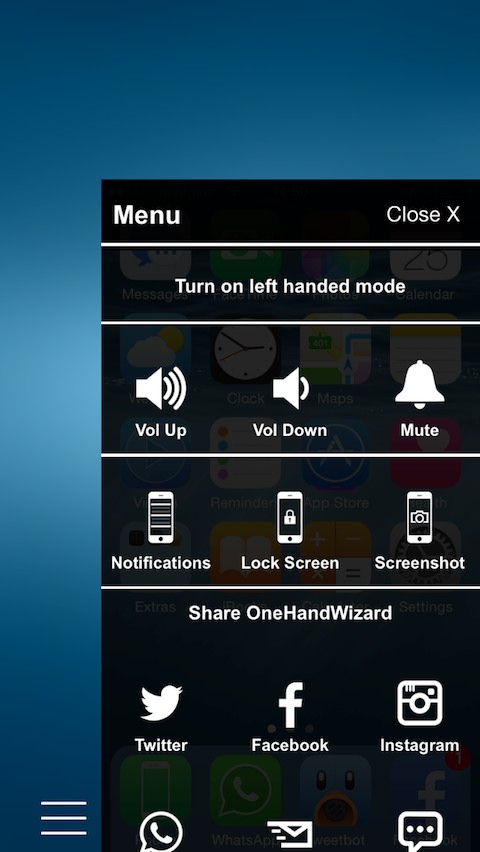 Menu
Close X
Messages FaceTime Photos Calendar
25
Turn on left handed mode
Clock Maps
Vol Up Vol Down Mute
Reminders App Store
Notifications Lock Screen Screenshot
Extras Settings
Share OneHandWizard
Twitter Facebook Instagram
1
WhatsApp Tweetbot Facebook